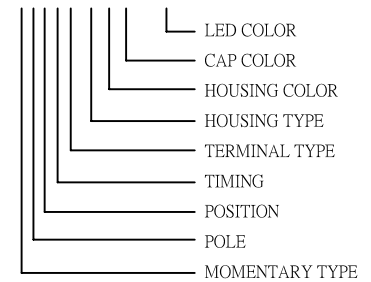 LED COLOR
CAP COLOR
HOUSING COLOR
HOUSING TYPE
TERMINAL TYPE
TIMING
POSITION
POLE
MOMENTARY TYPE